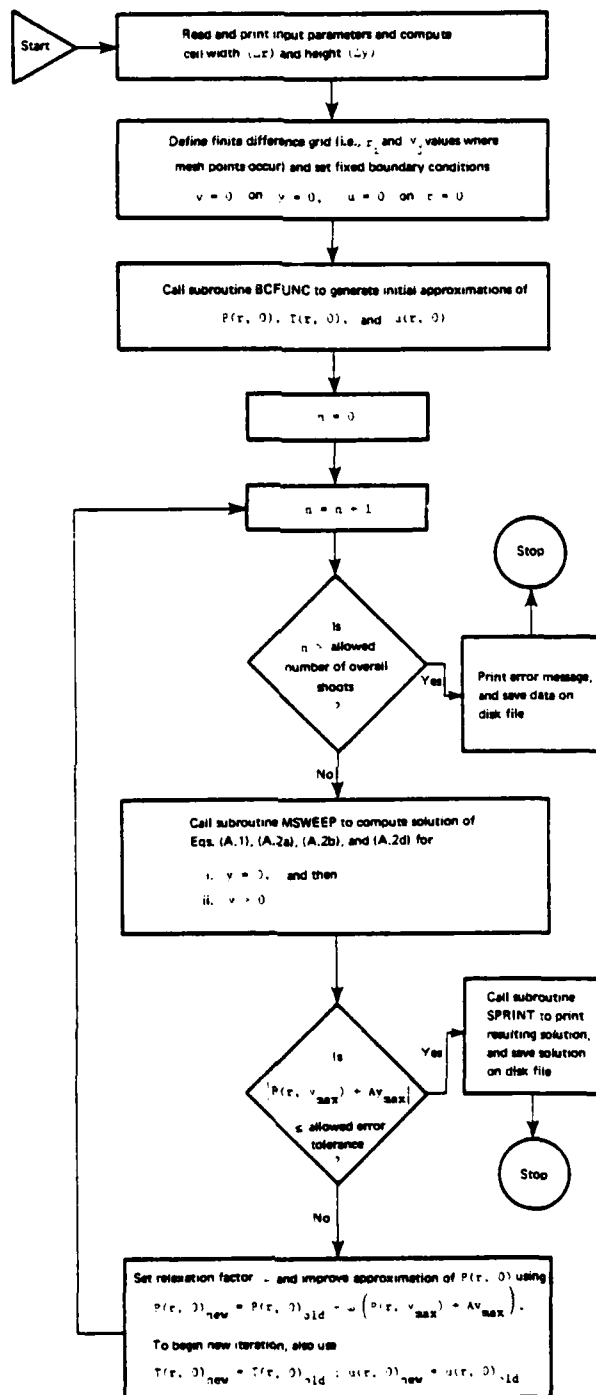 Start
Read and print input parameters and compute
cell width (Δr) and height (Δy)
Define finite difference grid (i.e., r_i and y_j values where
mesh points occur) and set fixed boundary conditions
v = 0 on y = 0, u = 0 on r = 0
Call subroutine BCFUNC to generate initial approximations of
P(r, 0), T(r, 0), and u(r, 0)
n = 0
n = n + 1
Is
n > allowed
number of overall
shoots
?
Yes
Print error message,
and save data on
disk file
Stop
No
Call subroutine MSWEEP to compute solution of
Eqs. (A.1), (A.2a), (A.2b), and (A.2d) for
i. y = 0, and then
ii. y > 0
Is
|P(r, y_max) + Av_max|
≤ allowed error
tolerance
?
Yes
Call subroutine
SPRINT to print
resulting solution,
and save solution
on disk file
Stop
No
Set relaxation factor and improve approximation of P(r, 0) using
P(r, 0)_new = P(r, 0)_old - ω (P(r, y_max) + Av_max).
To begin new iteration, also use
T(r, 0)_new = T(r, 0)_old ; u(r, 0)_new = u(r, 0)_old